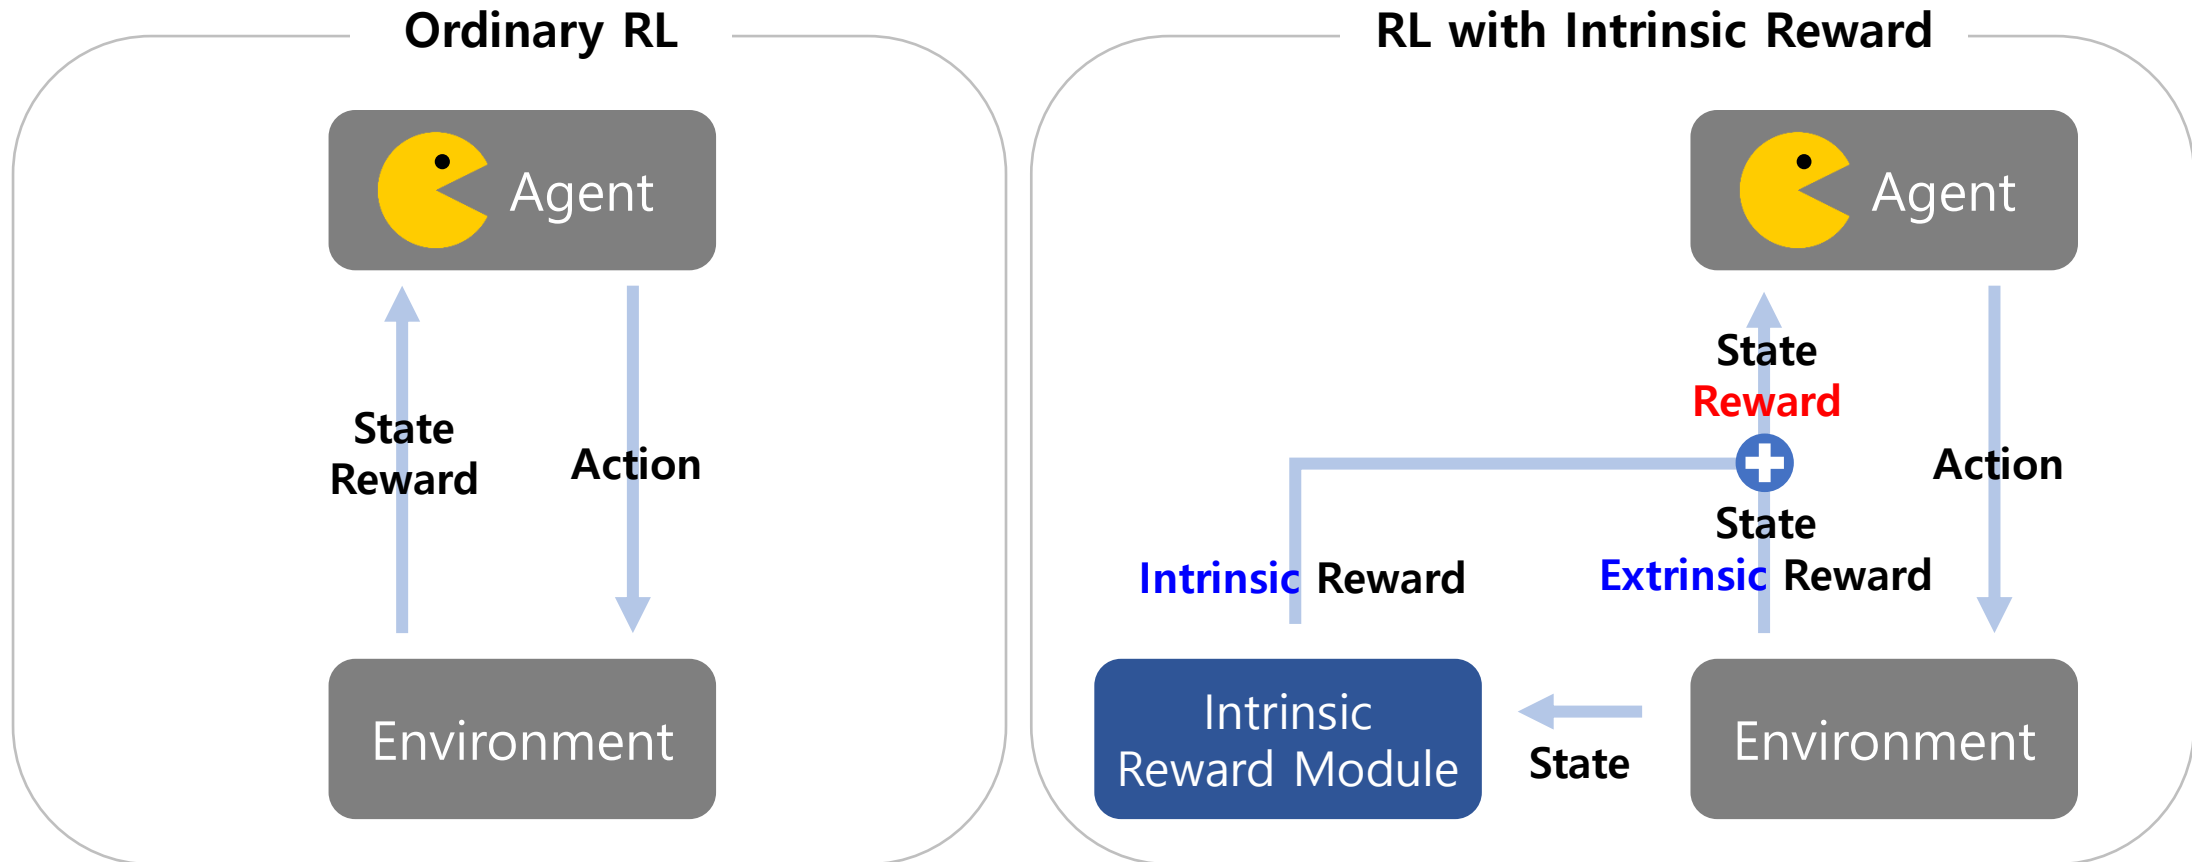 Ordinary RL
Agent
State
Reward
Action
Environment
RL with Intrinsic Reward
Agent
State
Reward
Action
State
Intrinsic Reward
Extrinsic Reward
Intrinsic
Reward Module
State
Environment